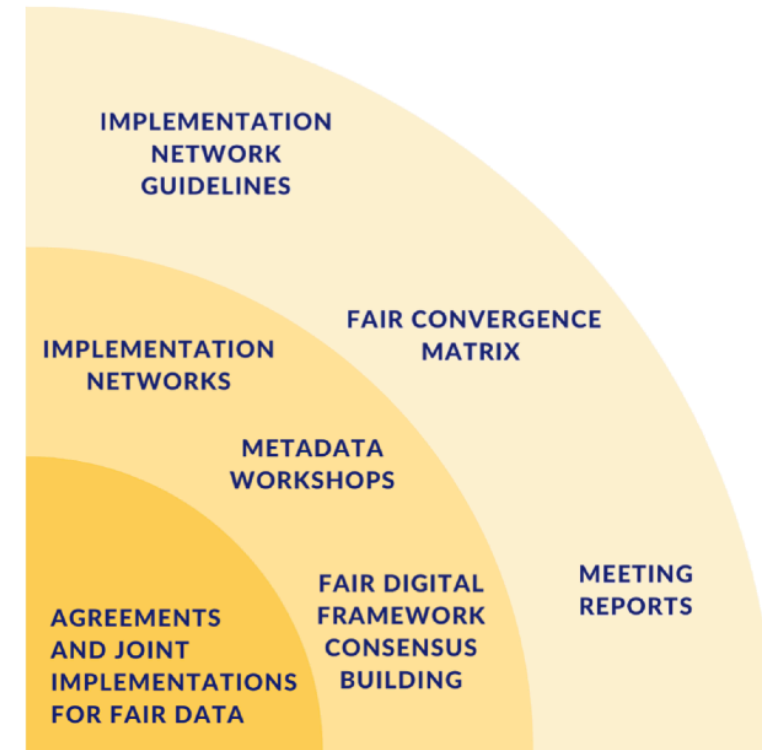 IMPLEMENTATION
NETWORK
GUIDELINES
FAIR CONVERGENCE
MATRIX
IMPLEMENTATION
NETWORKS
METADATA
WORKSHOPS
MEETING
REPORTS
FAIR DIGITAL
FRAMEWORK
CONSENSUS
BUILDING
AGREEMENTS
AND JOINT
IMPLEMENTATIONS
FOR FAIR DATA